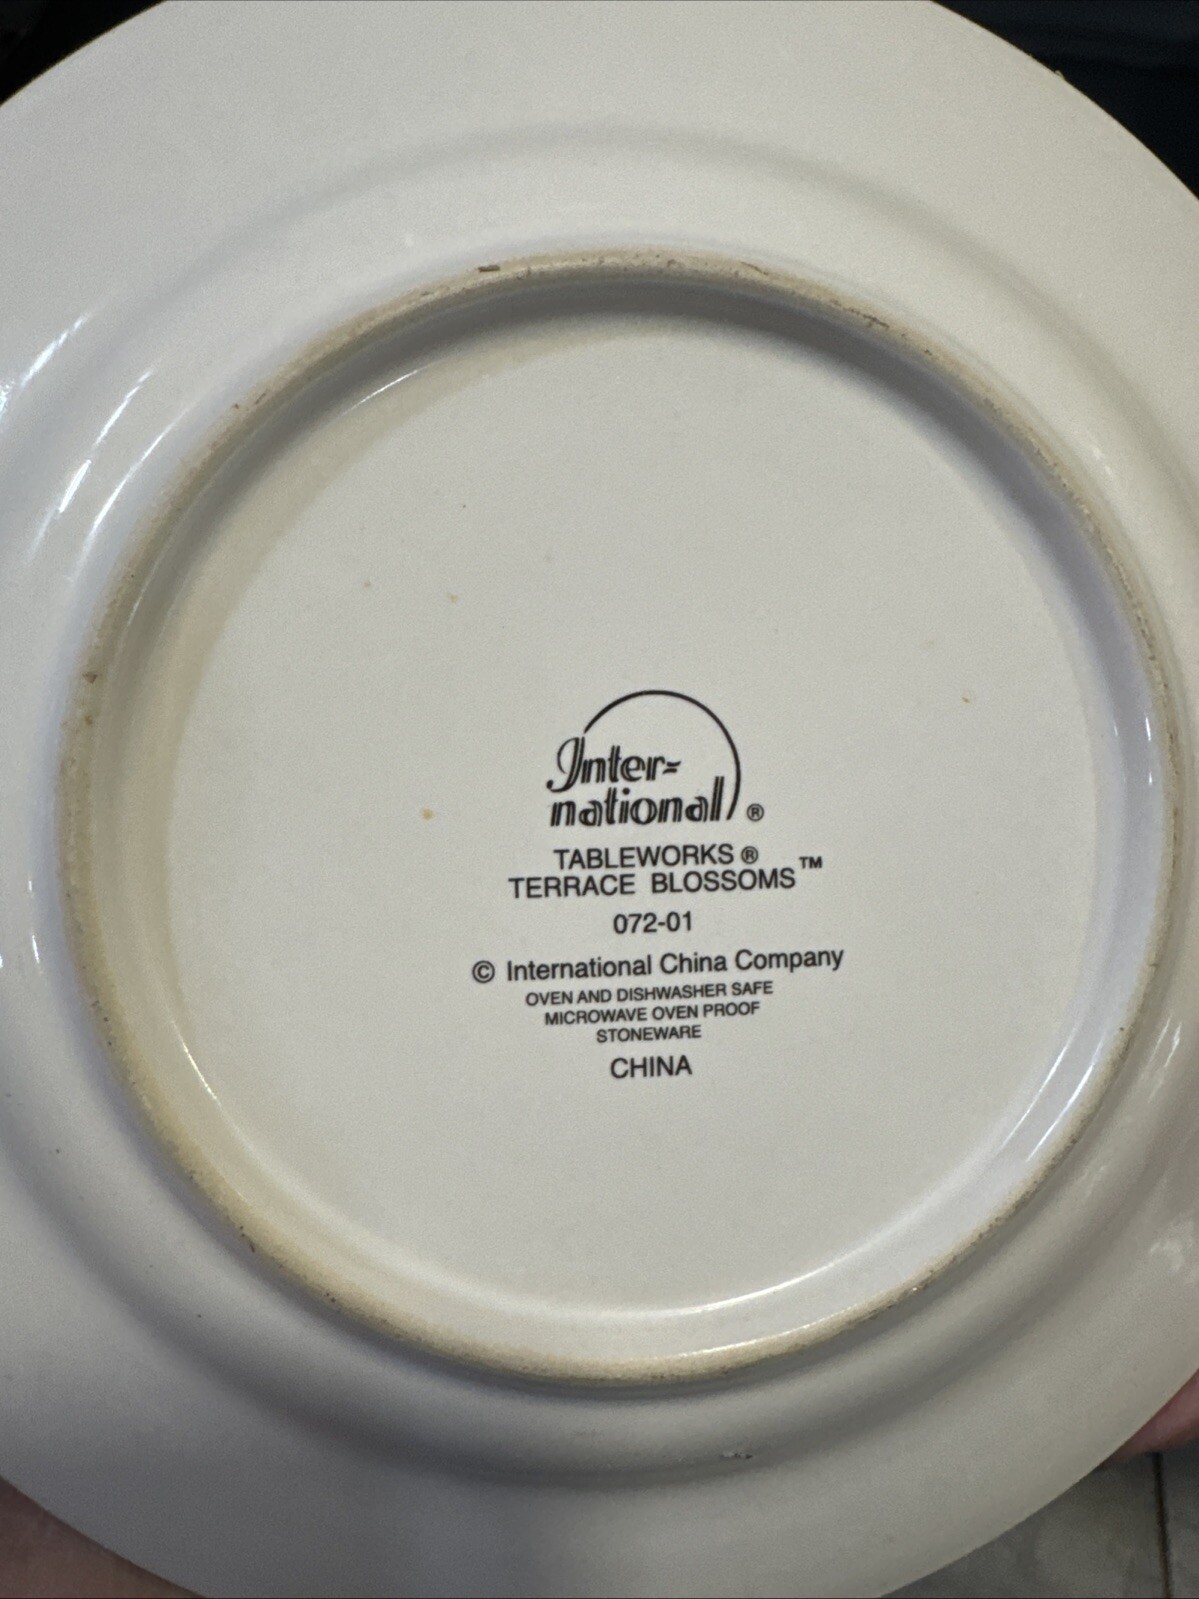 Inter-
national ®
TABLEWORKS ®
TERRACE BLOSSOMS™
072-01
© International China Company
OVEN AND DISHWASHER SAFE
MICROWAVE OVEN PROOF
STONEWARE
CHINA